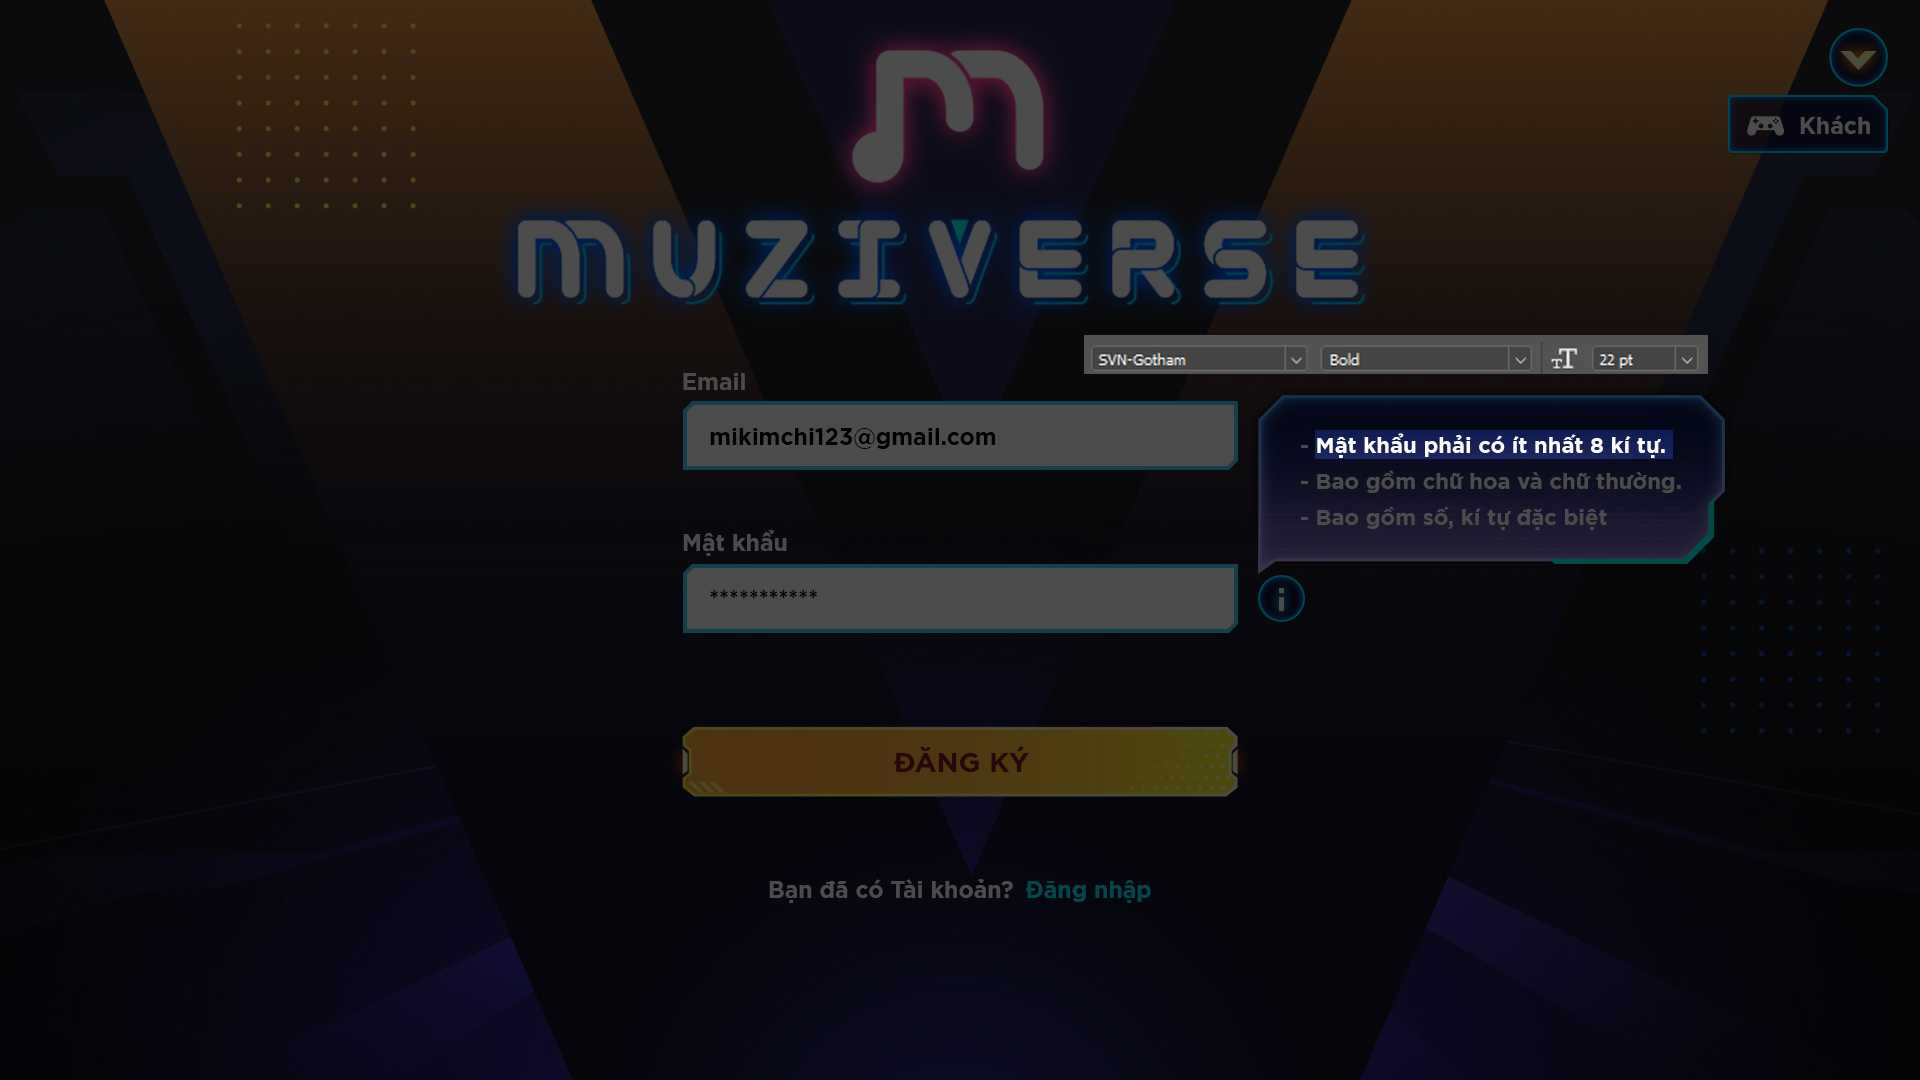 Khách
MUZIVERSE
SVN-Gotham Bold 22 pt
Email
mikimchi123@gmail.com
- Mật khẩu phải có ít nhất 8 kí tự.
- Bao gồm chữ hoa và chữ thường.
- Bao gồm số, kí tự đặc biệt
Mật khẩu
***********
ĐĂNG KÝ
Bạn đã có Tài khoản? Đăng nhập